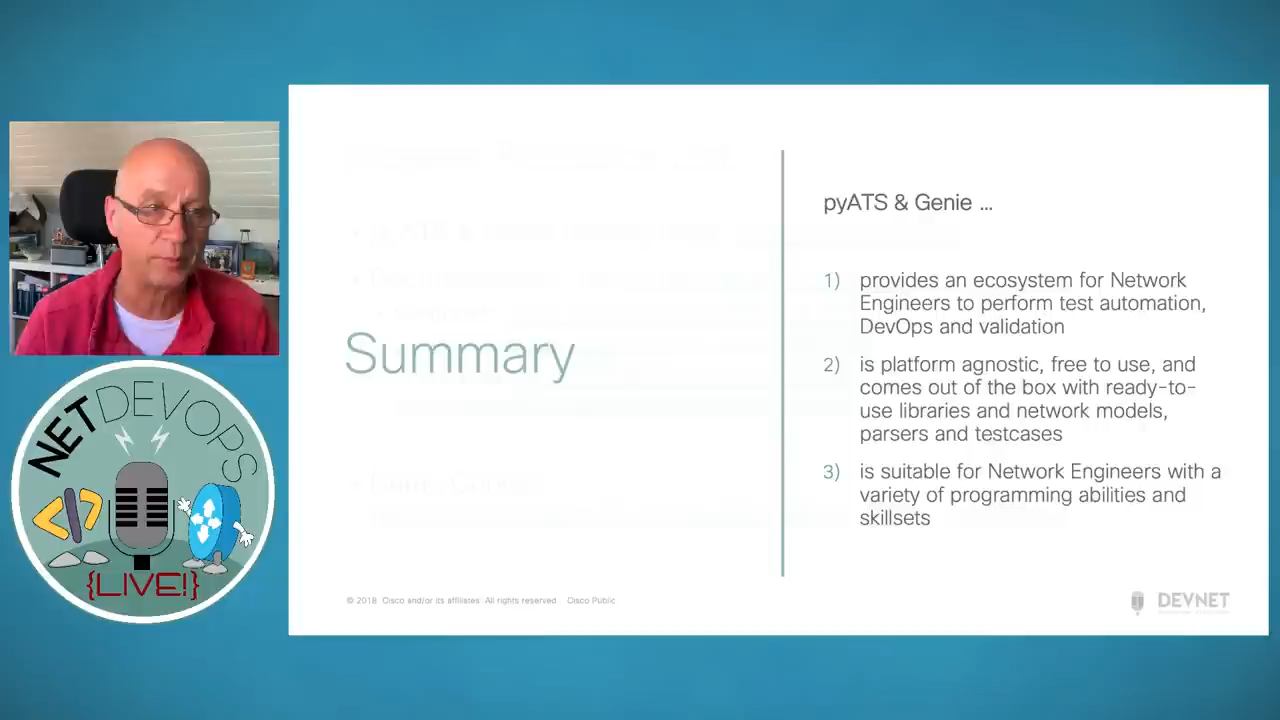 Summary
pyATS & Genie ...
1) provides an ecosystem for Network
Engineers to perform test automation,
DevOps and validation
2) is platform agnostic, free to use, and
comes out of the box with ready-to-
use libraries and network models,
parsers and testcases
3) is suitable for Network Engineers with a
variety of programming abilities and
skillsets
NETDEVOPS
</>
{LIVE!}
© 2018 Cisco and/or its affiliates All rights reserved Cisco Public
DEVNET